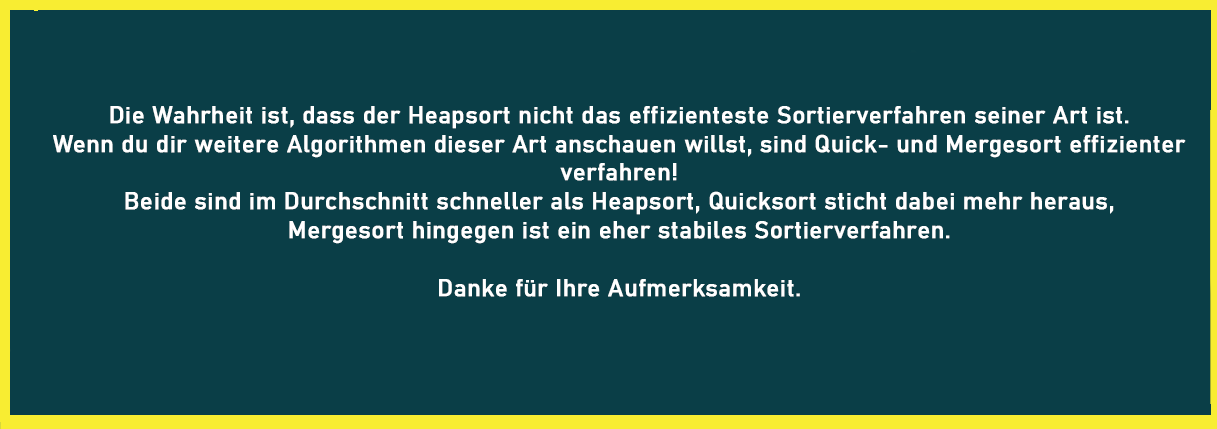 Die Wahrheit ist, dass der Heapsort nicht das effizienteste Sortierverfahren seiner Art ist.
Wenn du dir weitere Algorithmen dieser Art anschauen willst, sind Quick- und Mergesort effizienter
verfahren!
Beide sind im Durchschnitt schneller als Heapsort, Quicksort sticht dabei mehr heraus,
Mergesort hingegen ist ein eher stabiles Sortierverfahren.
Danke für Ihre Aufmerksamkeit.